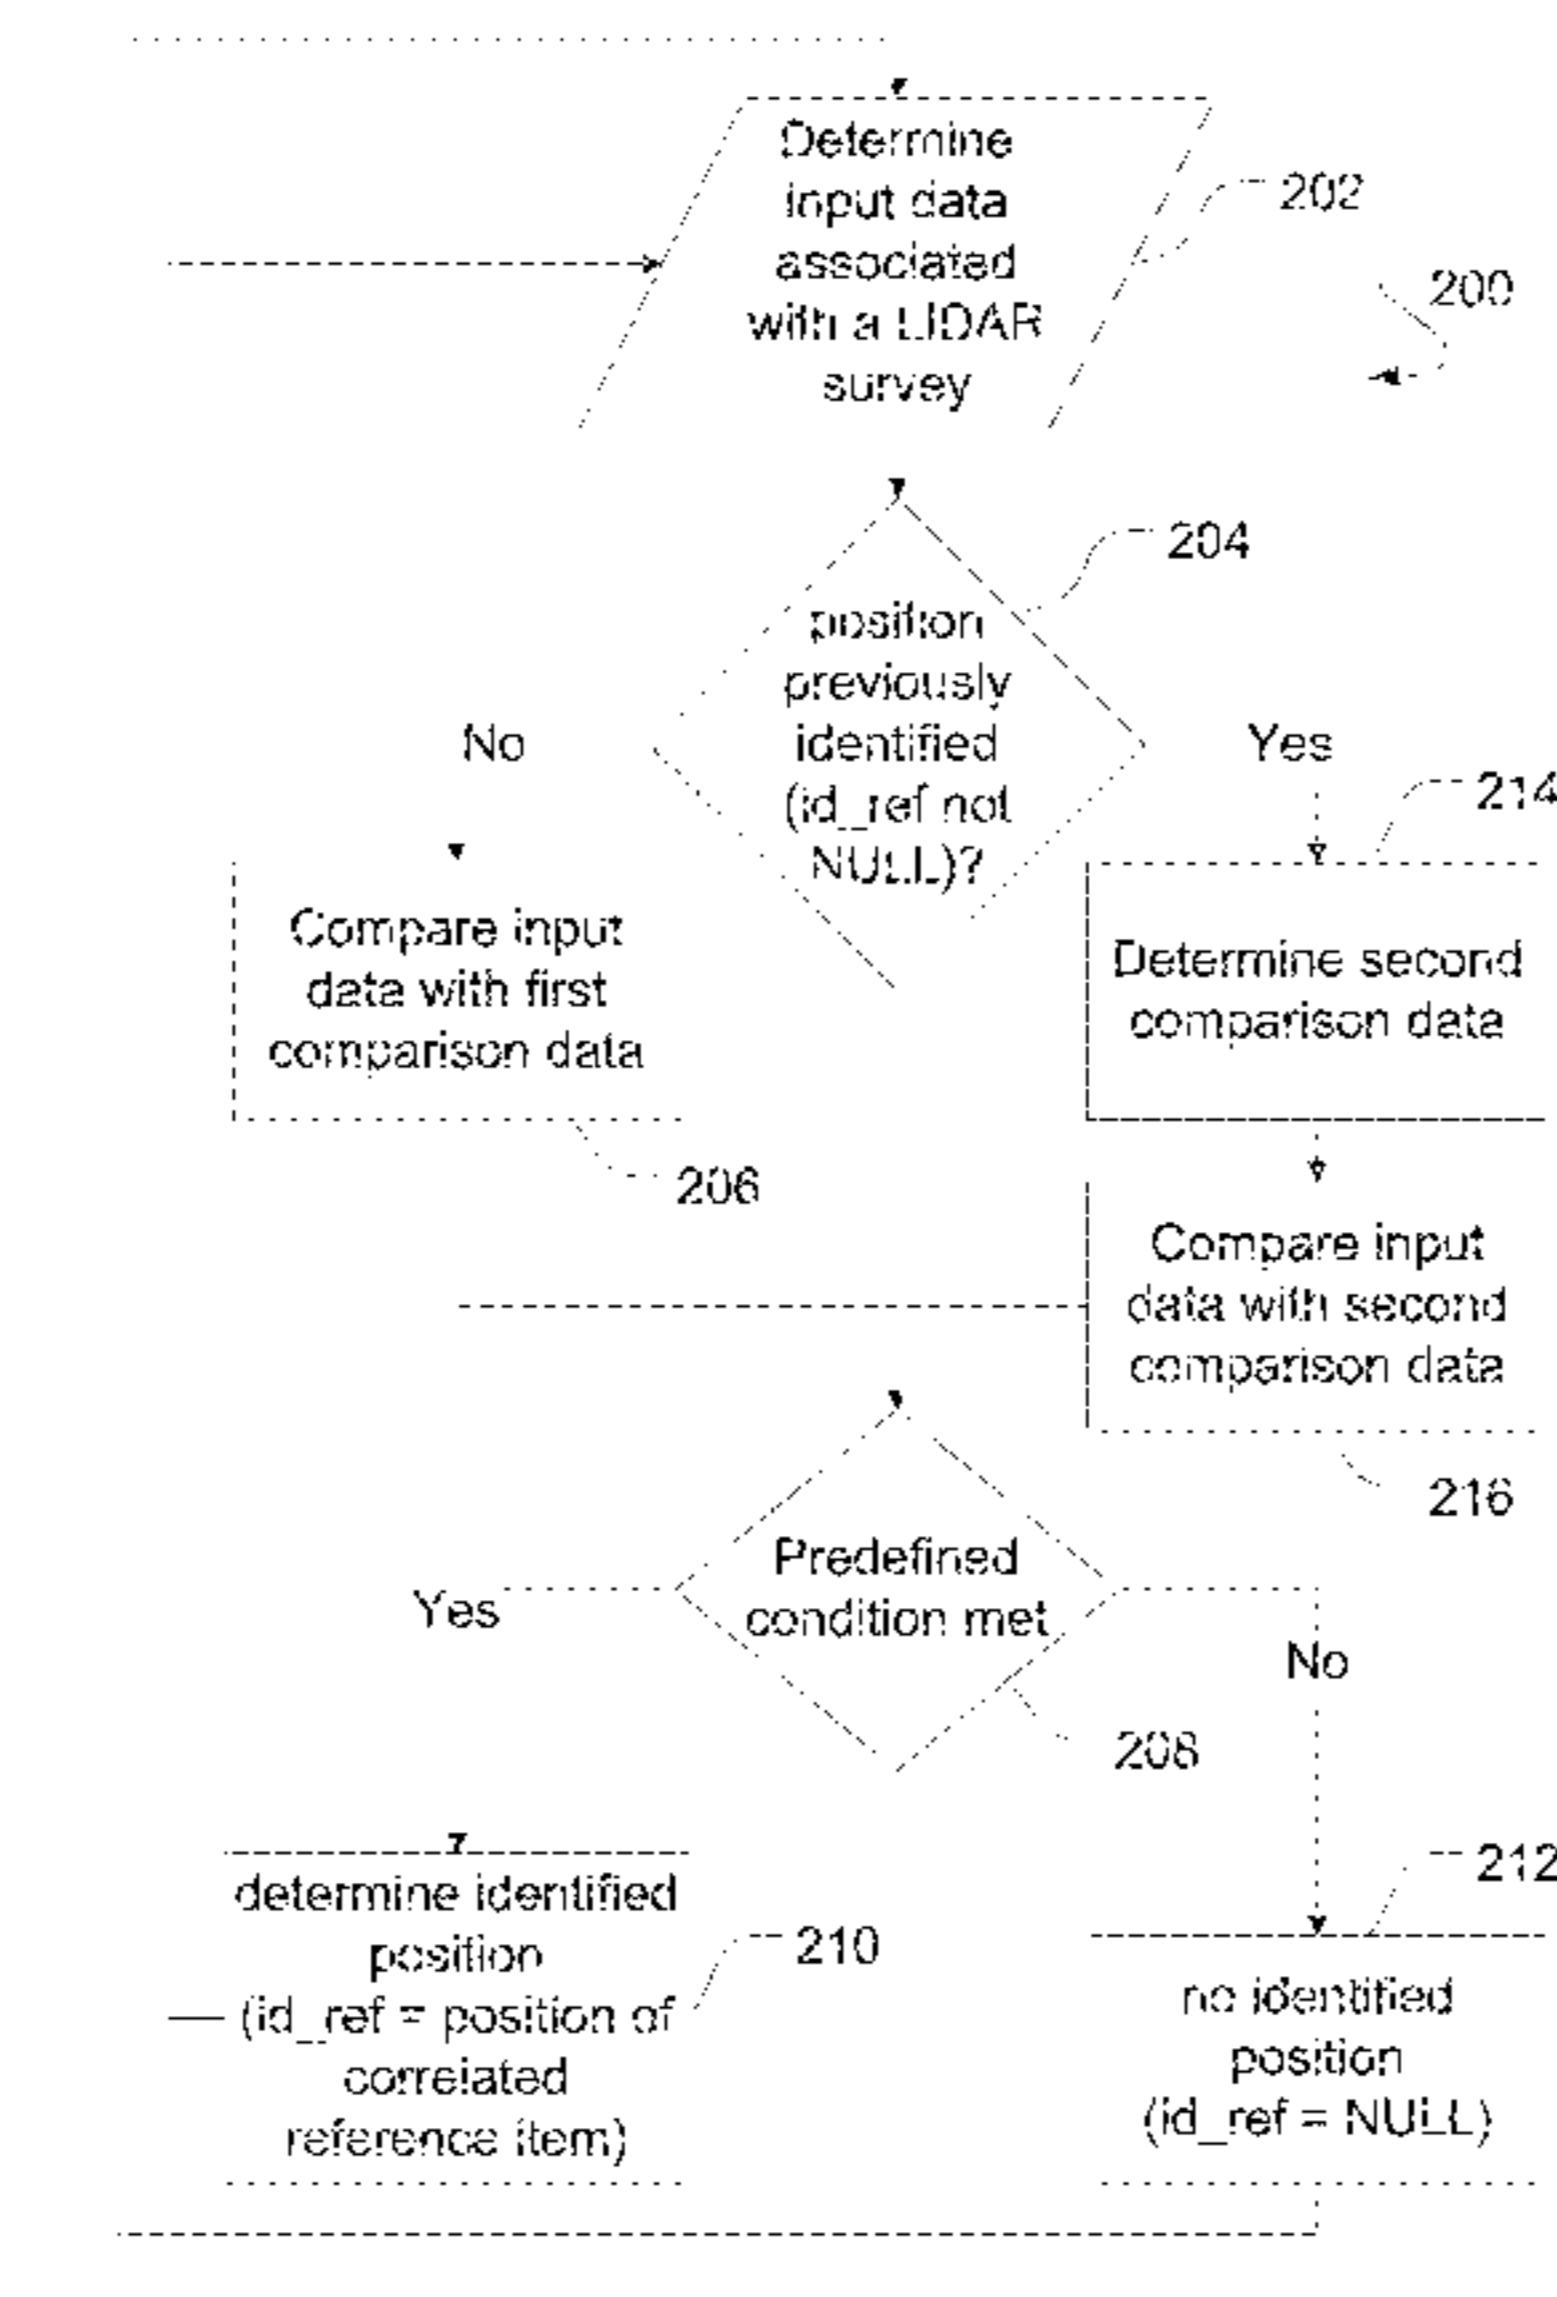 Determine
input data
associated
with a LIDAR
survey
202
200
204
position
previously
identified
(id_ref not
NULL)?
No
Yes
214
Compare input
data with first
comparison data
206
Determine second
comparison data
Compare input
data with second
comparison data
216
Predefined
condition met
Yes
No
208
determine identified
position
(id_ref = position of
correlated
reference item)
210
212
no identified
position
(id_ref = NULL)